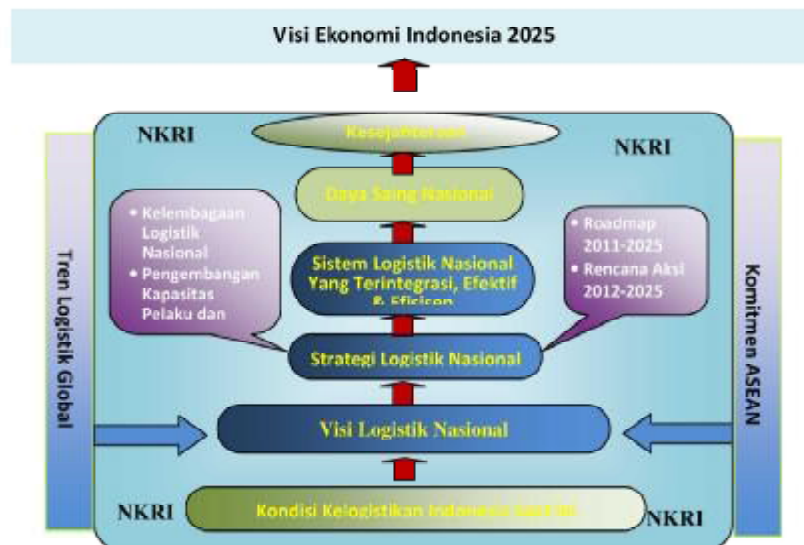 Visi Ekonomi Indonesia 2025
NKRI
Kesejahteraan
NKRI
Daya Saing Nasional
• Kelembagaan
Logistik
Nasional
• Pengembangan
Kapasitas
Pelaku dan
• Roadmap
2011-2025
• Rencana Aksi
2012-2025
Sistem Logistik Nasional
Yang Terintegrasi, Efektif
& Efisien
Strategi Logistik Nasional
Tren Logistik Global
Komitmen ASEAN
Visi Logistik Nasional
NKRI
Kondisi Kelogistikan Indonesia
NKRI